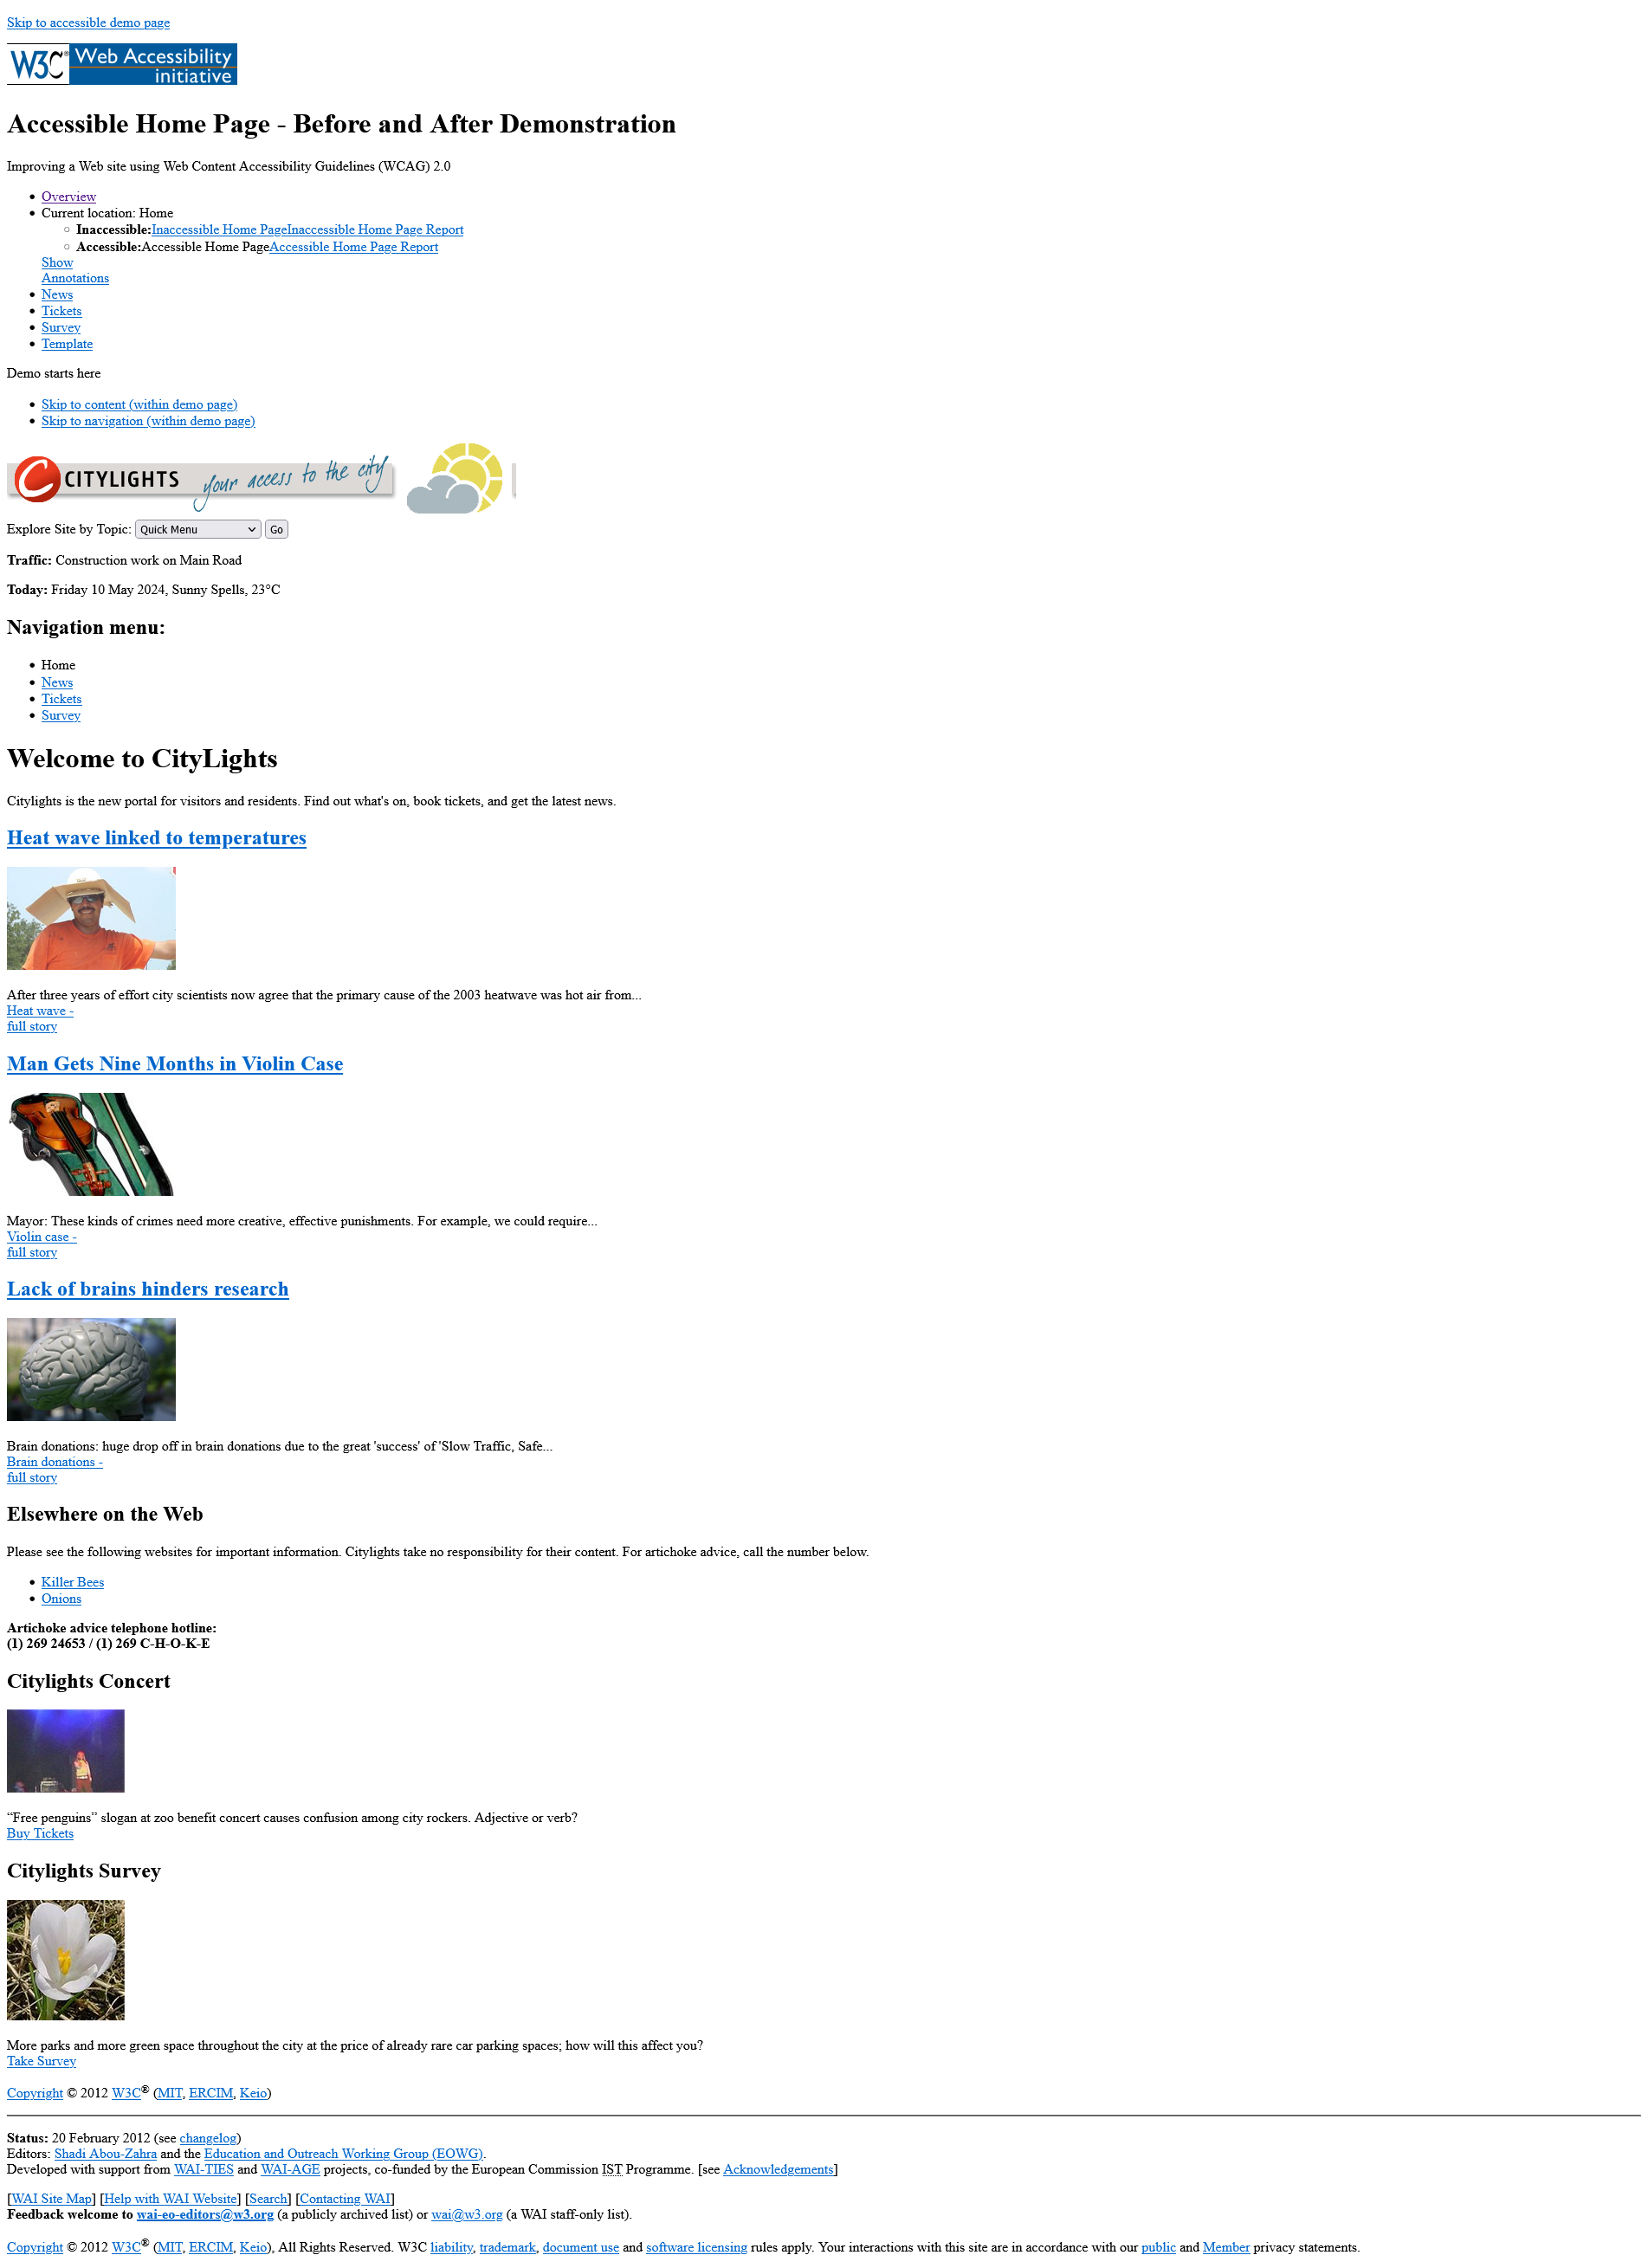 Skip to accessible demo page
W3C® Web Accessibility
initiative
Accessible Home Page - Before and After Demonstration
Improving a Web site using Web Content Accessibility Guidelines (WCAG) 2.0
Overview
Current location: Home
Inaccessible:Inaccessible Home PageInaccessible Home Page Report
Accessible:Accessible Home PageAccessible Home Page Report
Show
Annotations
News
Tickets
Survey
Template
Demo starts here
Skip to content (within demo page)
Skip to navigation (within demo page)
CITYLIGHTS your access to the city
Explore Site by Topic: Quick Menu Go
Traffic: Construction work on Main Road
Today: Friday 10 May 2024, Sunny Spells, 23°C
Navigation menu:
Home
News
Tickets
Survey
Welcome to CityLights
Citylights is the new portal for visitors and residents. Find out what's on, book tickets, and get the latest news.
Heat wave linked to temperatures
After three years of effort city scientists now agree that the primary cause of the 2003 heatwave was hot air from...
Heat wave -
full story
Man Gets Nine Months in Violin Case
Mayor: These kinds of crimes need more creative, effective punishments. For example, we could require...
Violin case -
full story
Lack of brains hinders research
Brain donations: huge drop off in brain donations due to the great 'success' of 'Slow Traffic, Safe...
Brain donations -
full story
Elsewhere on the Web
Please see the following websites for important information. Citylights take no responsibility for their content. For artichoke advice, call the number below.
Killer Bees
Onions
Artichoke advice telephone hotline:
(1) 269 24653 / (1) 269 C-H-O-K-E
Citylights Concert
“Free penguins” slogan at zoo benefit concert causes confusion among city rockers. Adjective or verb?
Buy Tickets
Citylights Survey
More parks and more green space throughout the city at the price of already rare car parking spaces; how will this affect you?
Take Survey
Copyright © 2012 W3C® (MIT, ERCIM, Keio)
Status: 20 February 2012 (see changelog)
Editors: Shadi Abou-Zahra and the Education and Outreach Working Group (EOWG).
Developed with support from WAI-TIES and WAI-AGE projects, co-funded by the European Commission IST Programme. [see Acknowledgements]
[WAI Site Map] [Help with WAI Website] [Search] [Contacting WAI]
Feedback welcome to wai-eo-editors@w3.org (a publicly archived list) or wai@w3.org (a WAI staff-only list).
Copyright © 2012 W3C® (MIT, ERCIM, Keio), All Rights Reserved. W3C liability, trademark, document use and software licensing rules apply. Your interactions with this site are in accordance with our public and Member privacy statements.